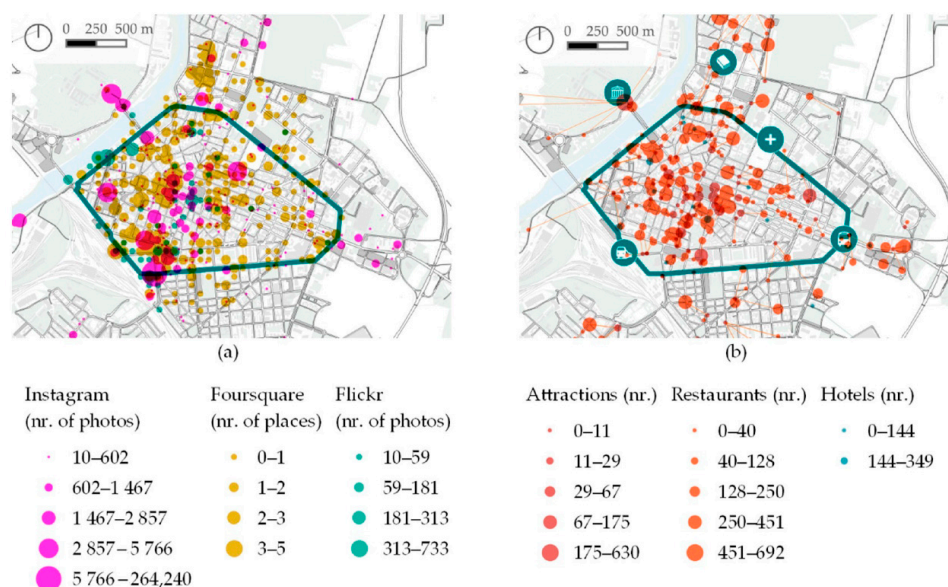 0 250 500 m
0 250 500 m
(a)
(b)
Instagram
(nr. of photos)
10–602
602–1 467
1 467–2 857
2 857–5 766
5 766–264,240
Foursquare
(nr. of places)
0–1
1–2
2–3
3–5
Flickr
(nr. of photos)
10–59
59–181
181–313
313–733
Attractions (nr.)
0–11
11–29
29–67
67–175
175–630
Restaurants (nr.)
0–40
40–128
128–250
250–451
451–692
Hotels (nr.)
0–144
144–349